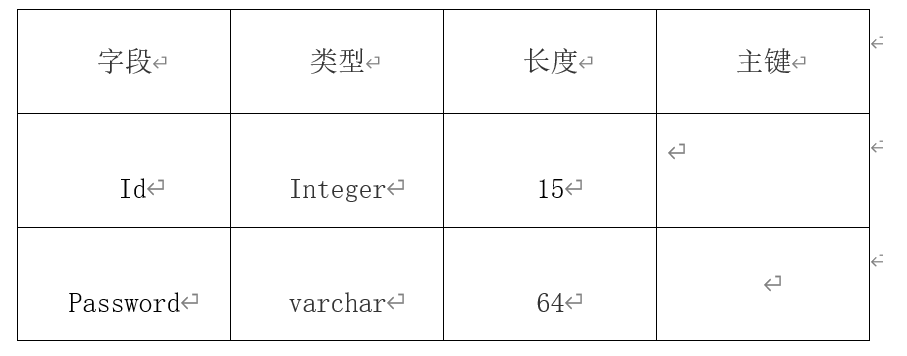 字段 类型 长度 主键
Id Integer 15
Password varchar 64